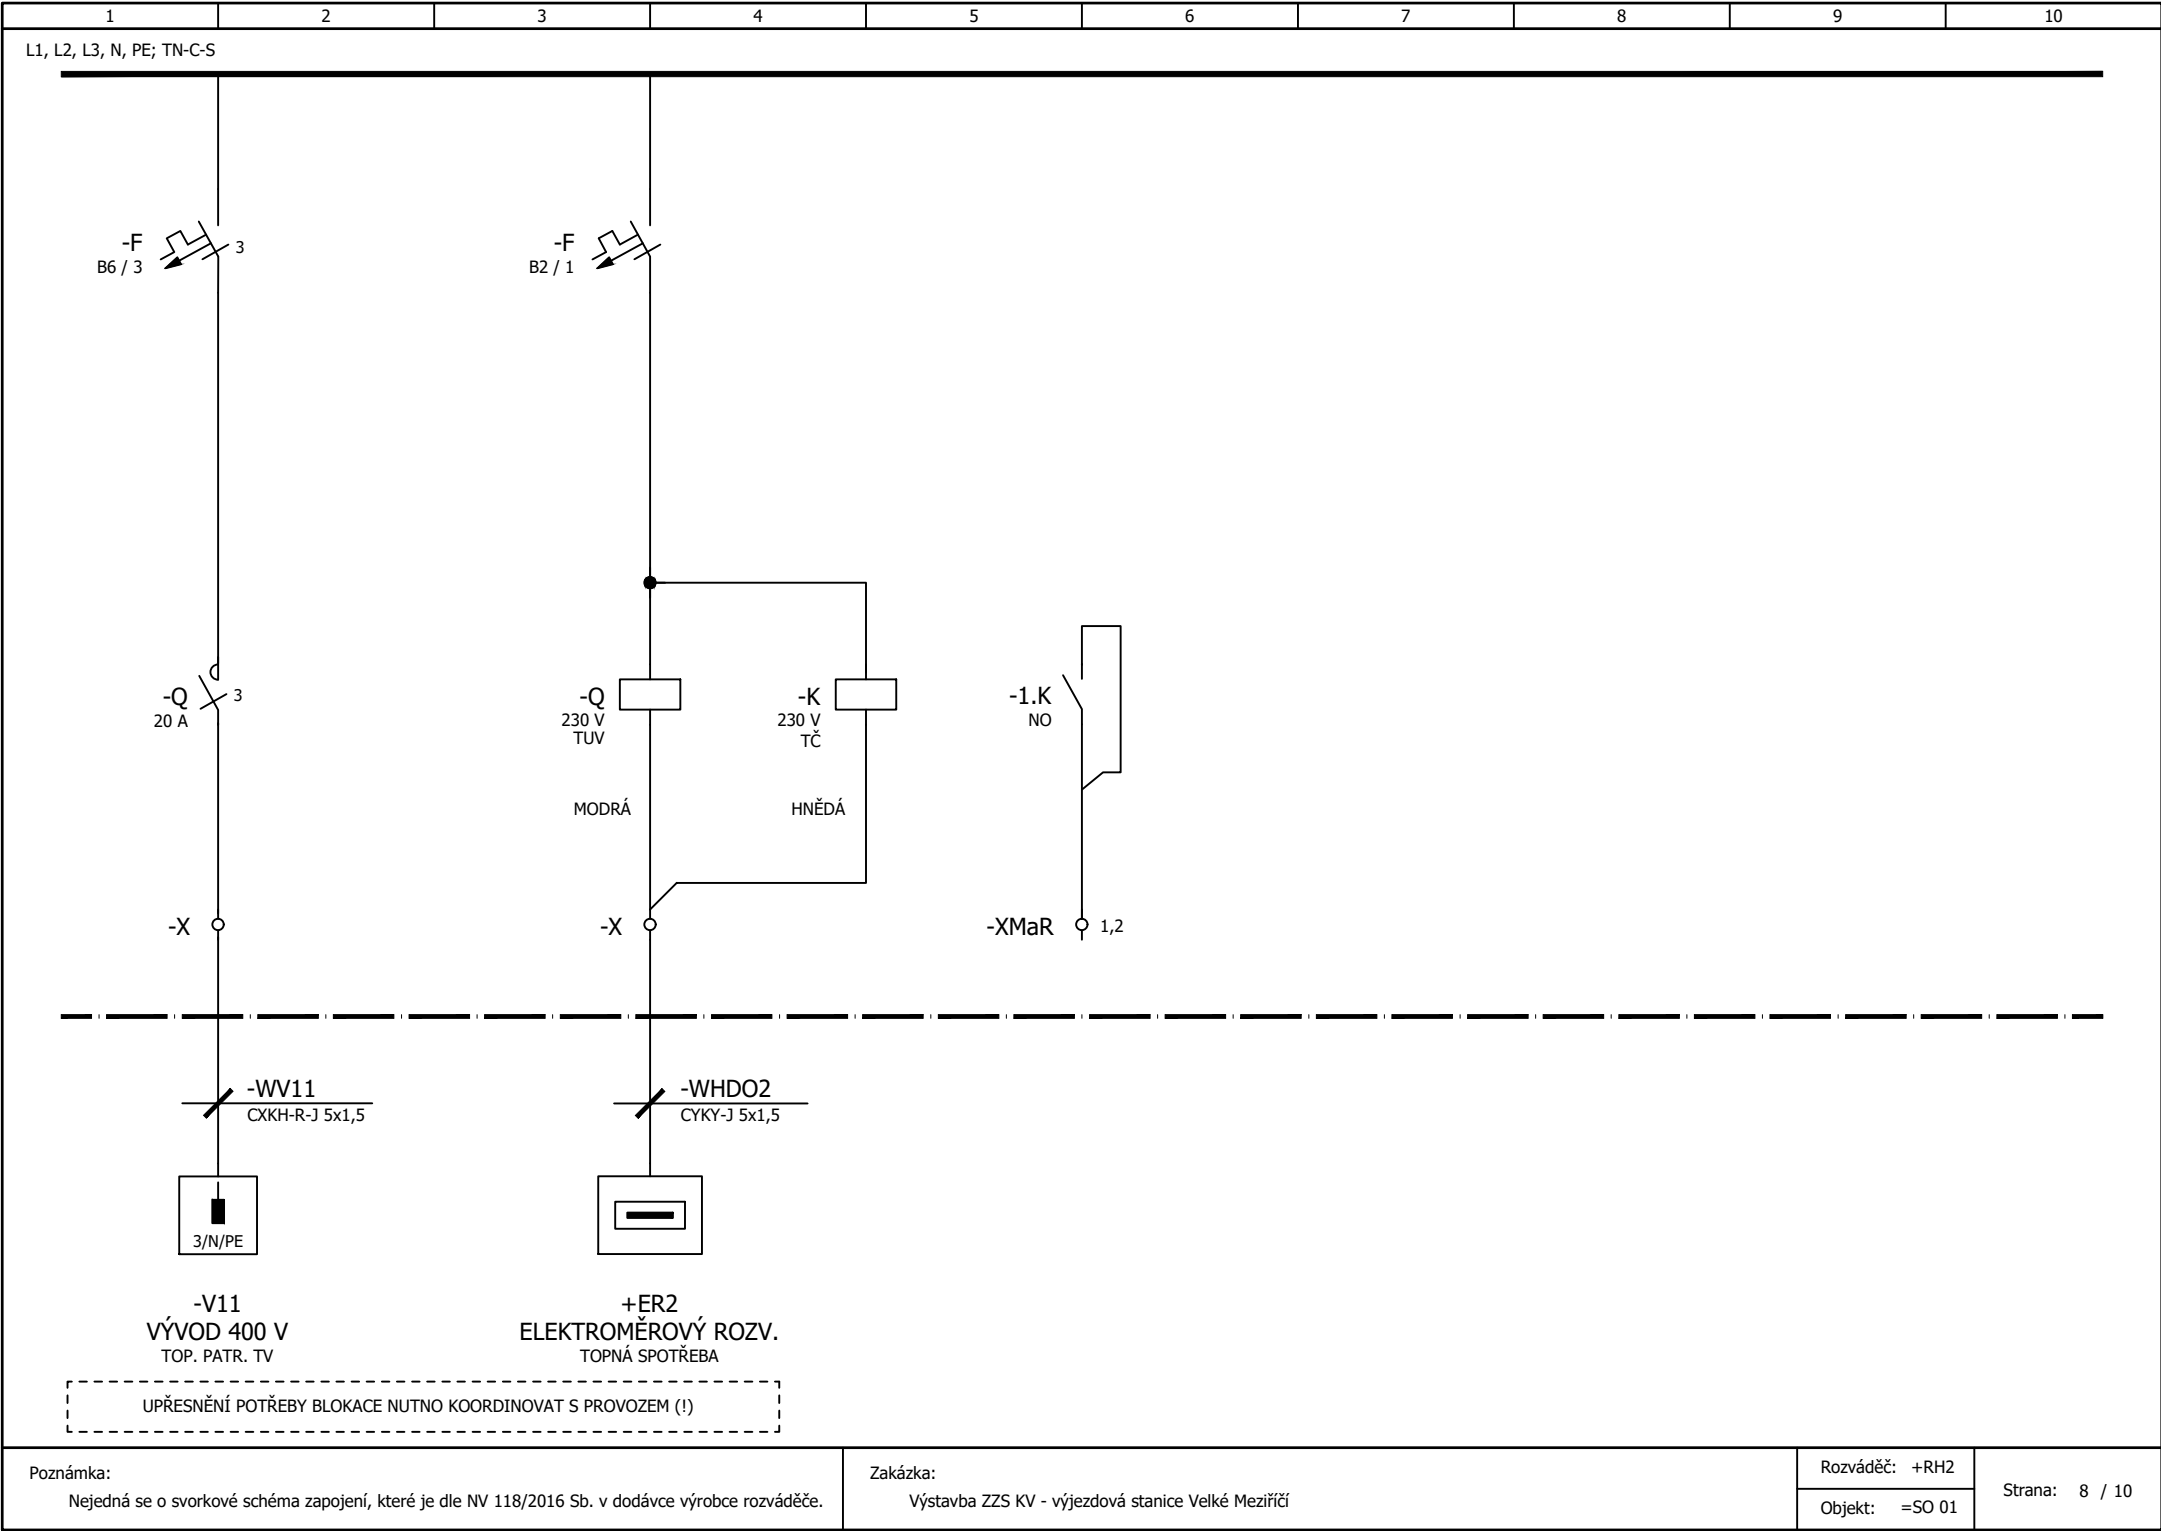 1 2 3 4 5 6 7 8 9 10
L1, L2, L3, N, PE; TN-C-S
-F 3
B6 / 3
-F
B2 / 1
-Q 3
20 A
-Q
230 V
TUV
-K
230 V
TČ
-1.K
NO
MODRÁ
HNĚDÁ
-X
-X
-XMaR 1,2
-WV11
CXKH-R-J 5x1,5
-WHDO2
CYKY-J 5x1,5
3/N/PE
-V11
VÝVOD 400 V
TOP. PATR. TV
+ER2
ELEKTROMĚROVÝ ROZV.
TOPNÁ SPOTŘEBA
UPŘESNĚNÍ POTŘEBY BLOKACE NUTNO KOORDINOVAT S PROVOZEM (!)
Poznámka:
Nejedná se o svorkové schéma zapojení, které je dle NV 118/2016 Sb. v dodávce výrobce rozváděče.
Zakázka:
Výstavba ZZS KV - výjezdová stanice Velké Meziříčí
Rozváděč: +RH2
Objekt: =SO 01
Strana: 8 / 10